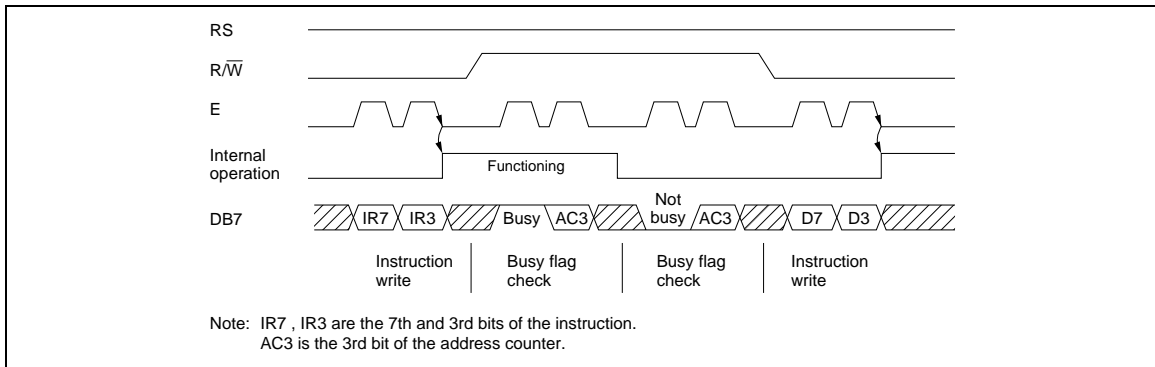 RS
R/W̅
E
Internal
operation
Functioning
DB7
IR7 IR3 Busy AC3 Not
busy AC3 D7 D3
Instruction
write
Busy flag
check
Busy flag
check
Instruction
write
Note: IR7 , IR3 are the 7th and 3rd bits of the instruction.
AC3 is the 3rd bit of the address counter.